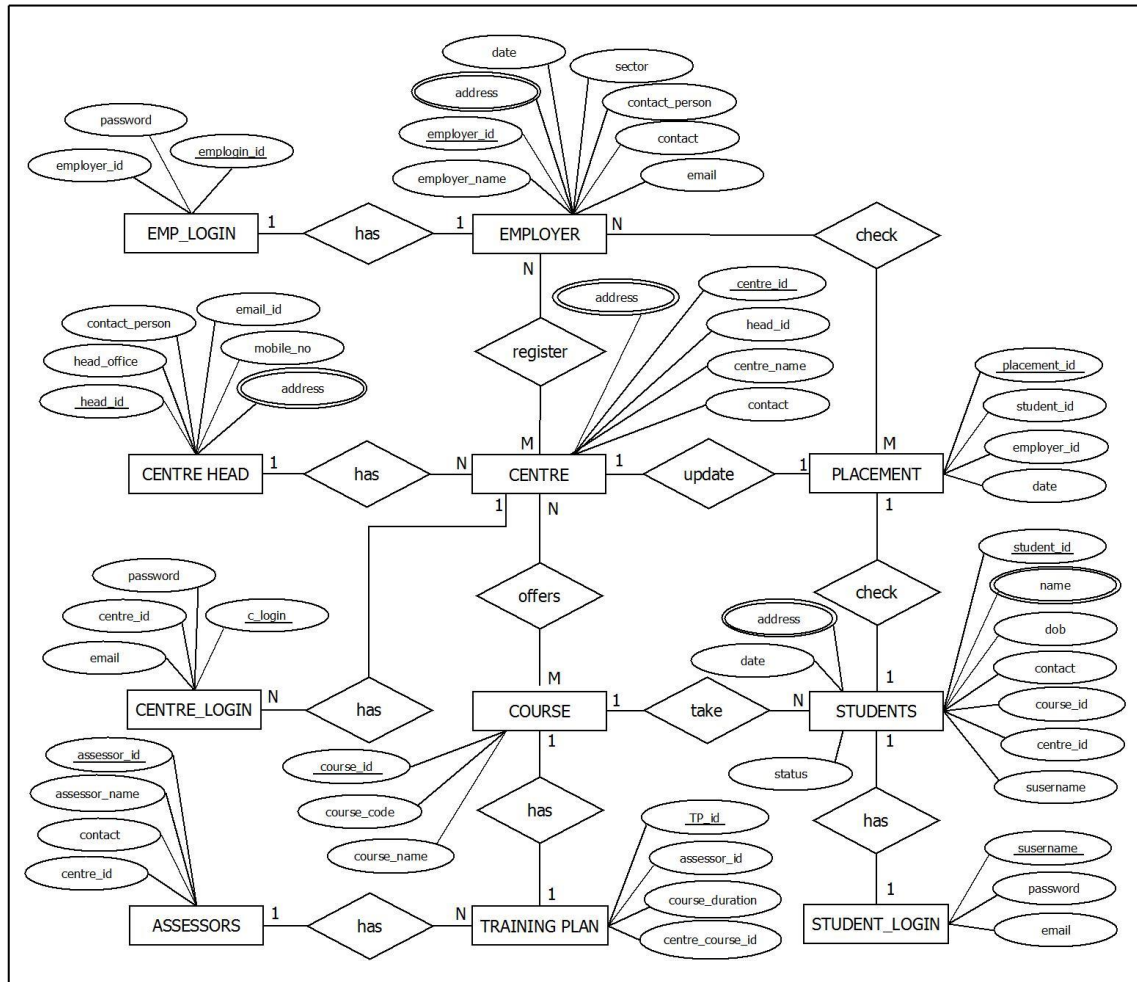 date
sector
address
contact_person
password
employer_id
contact
emplogin_id
employer_id
employer_name
email
EMP_LOGIN
1
has
1
EMPLOYER
N
check
N
address
centre_id
email_id
contact_person
head_id
mobile_no
head_office
register
centre_name
placement_id
address
head_id
contact
student_id
employer_id
M
M
CENTRE HEAD
1
has
N
CENTRE
1
update
1
PLACEMENT
date
1
N
1
student_id
password
name
check
offers
centre_id
c_login
address
dob
email
date
contact
M
1
course_id
CENTRE_LOGIN
N
has
COURSE
1
take
N
STUDENTS
centre_id
assessor_id
1
1
course_id
status
susername
assessor_name
course_code
has
TP_id
has
contact
course_name
assessor_id
susername
centre_id
course_duration
password
1
1
ASSESSORS
1
has
N
TRAINING PLAN
centre_course_id
STUDENT_LOGIN
email